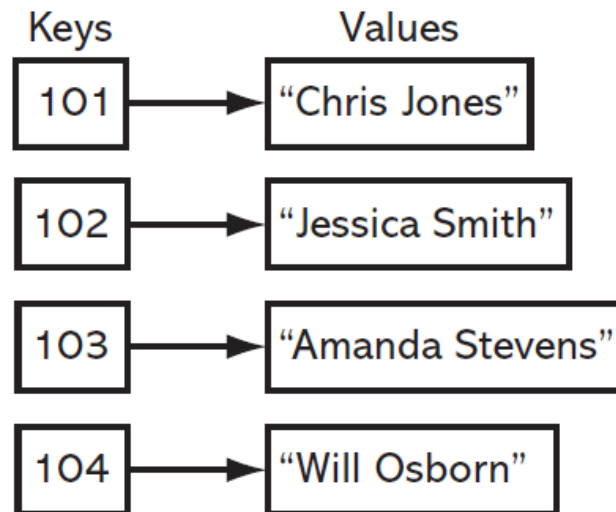 Keys Values
101 “Chris Jones”
102 “Jessica Smith”
103 “Amanda Stevens”
104 “Will Osborn”